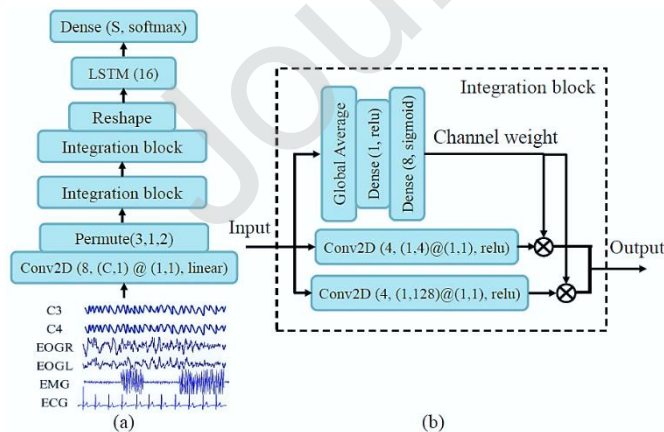 Dense (S, softmax)
LSTM (16)
Reshape
Integration block
Integration block
Permute(3,1,2)
Conv2D (8, (C,1) @ (1,1), linear)
C3
C4
EOGR
EOGL
EMG
ECG
(a)
Integration block
Global Average
Dense (1, relu)
Dense (8, sigmoid)
Channel weight
Input
Conv2D (4, (1,4)@(1,1), relu)
Conv2D (4, (1,128)@(1,1), relu)
Output
(b)
Jou